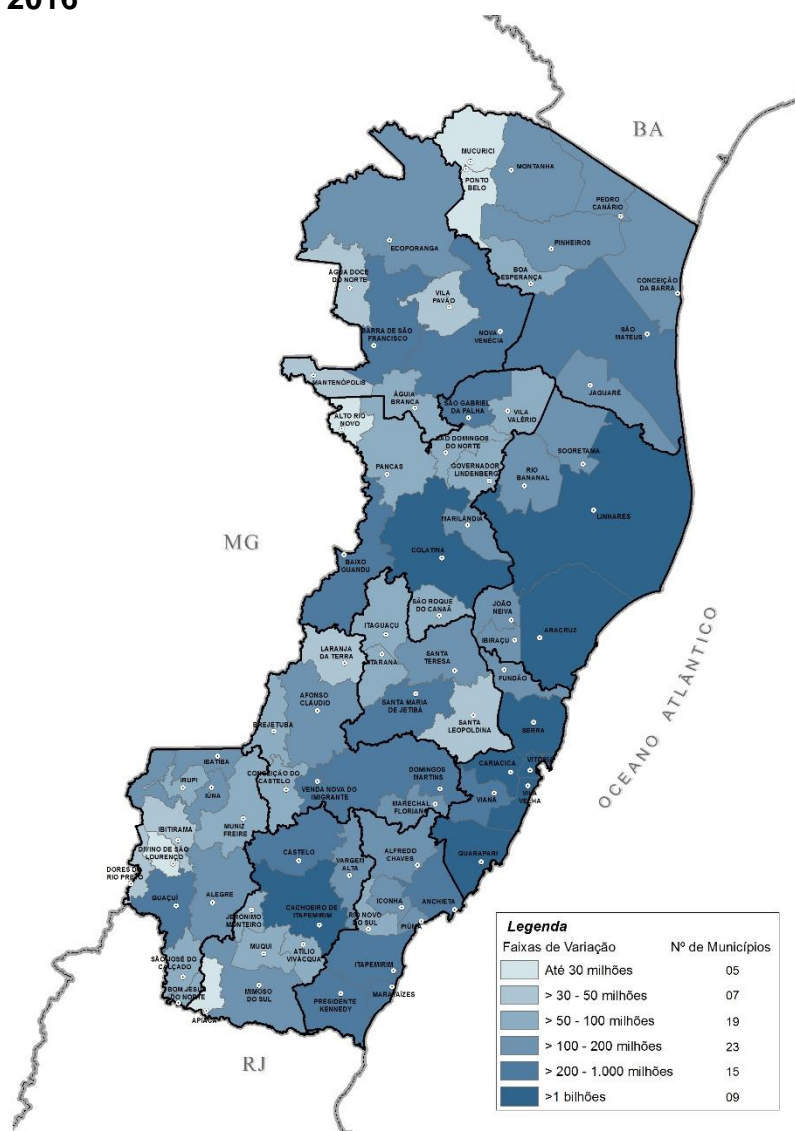 2016
BA
MUCURICI
MONTANHA
PONTO
BELO
PEDRO
CANÁRIO
PINHEIROS
ECOPORANGA
ÁGUA DOCE
DO NORTE
BOA
ESPERANÇA
CONCEIÇÃO
DA BARRA
VILA
PAVÃO
BARRA DE SÃO
FRANCISCO
NOVA
VENÉCIA
SÃO
MATEUS
MANTENÓPOLIS
ÁGUIA
BRANCA
SÃO GABRIEL
DA PALHA
VILA
VALÉRIO
JAGUARÉ
ALTO RIO
NOVO
SÃO DOMINGOS
DO NORTE
SOORETAMA
PANCAS
GOVERNADOR
LINDENBERG
RIO
BANANAL
LINHARES
MARILÂNDIA
MG
COLATINA
BAIXO
GUANDU
SÃO ROQUE
DO CANAÃ
JOÃO
NEIVA
ITAGUAÇU
ARACRUZ
IBIRAÇU
LARANJA
DA TERRA
ITARANA
SANTA
TERESA
FUNDÃO
OCEANO ATLÂNTICO
AFONSO
CLÁUDIO
SANTA MARIA
DE JETIBÁ
SANTA
LEOPOLDINA
SERRA
BREJETUBA
IBATIBA
CARIACICA
VITÓRIA
IRUPI
IÚNA
CONCEIÇÃO DO
CASTELO
VENDA NOVA DO
IMIGRANTE
DOMINGOS
MARTINS
VIANA
VILA
VELHA
MARECHAL
FLORIANO
MUNIZ
FREIRE
IBITIRAMA
DIVINO DE SÃO
LOURENÇO
DORES DO
RIO PRETO
CASTELO
VARGEM
ALTA
ALFREDO
CHAVES
GUARAPARI
GUAÇUÍ
ALEGRE
JERÔNIMO
MONTEIRO
CACHOEIRO DE
ITAPEMIRIM
ICONHA
ANCHIETA
RIO NOVO
DO SUL
PIÚMA
MUQUI
ATÍLIO
VIVACQUA
SÃO JOSÉ DO
CALÇADO
BOM JESUS
DO NORTE
APIACÁ
MIMOSO
DO SUL
ITAPEMIRIM
PRESIDENTE
KENNEDY
MARATAÍZES
RJ
Legenda
Faixas de Variação Nº de Municípios
Até 30 milhões 05
> 30 - 50 milhões 07
> 50 - 100 milhões 19
> 100 - 200 milhões 23
> 200 - 1.000 milhões 15
>1 bilhões 09